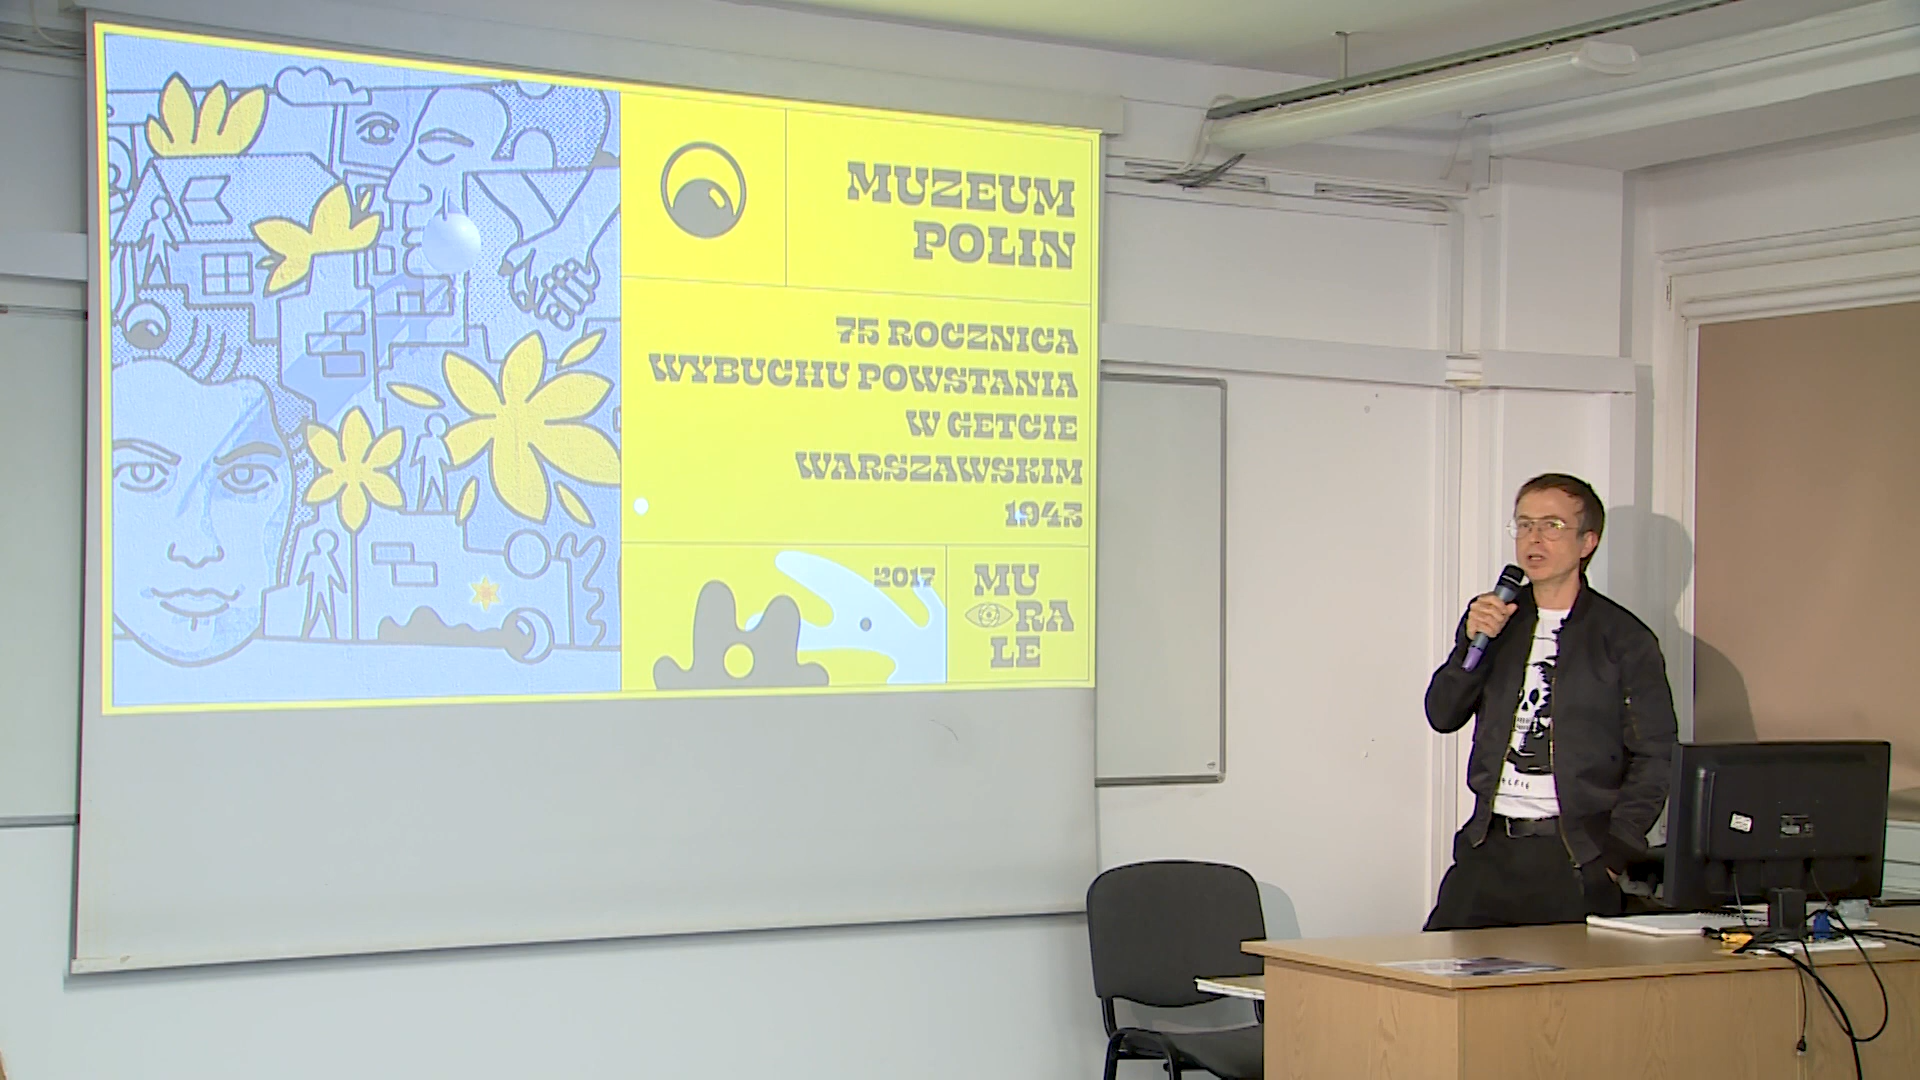 MUZEUM
POLIN
75 ROCZNICA
WYBUCHU POWSTANIA
W GETCIE
WARSZAWSKIM
1943
2017
MU
RA
LE